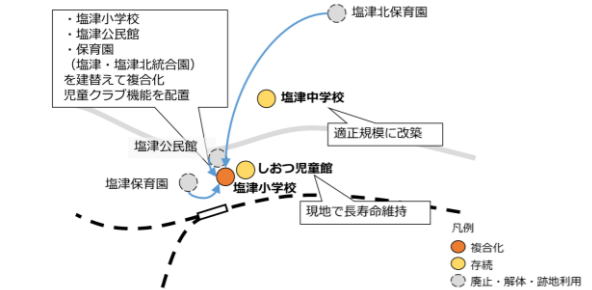 ・塩津小学校
・塩津公民館
・保育園
（塩津・塩津北統合園）
を建替えて複合化
児童クラブ機能を配置
塩津北保育園
塩津中学校
適正規模に改築
塩津公民館
しおつ児童館
塩津保育園
塩津小学校
現地で長寿命維持
凡例
複合化
存続
廃止・解体・跡地利用